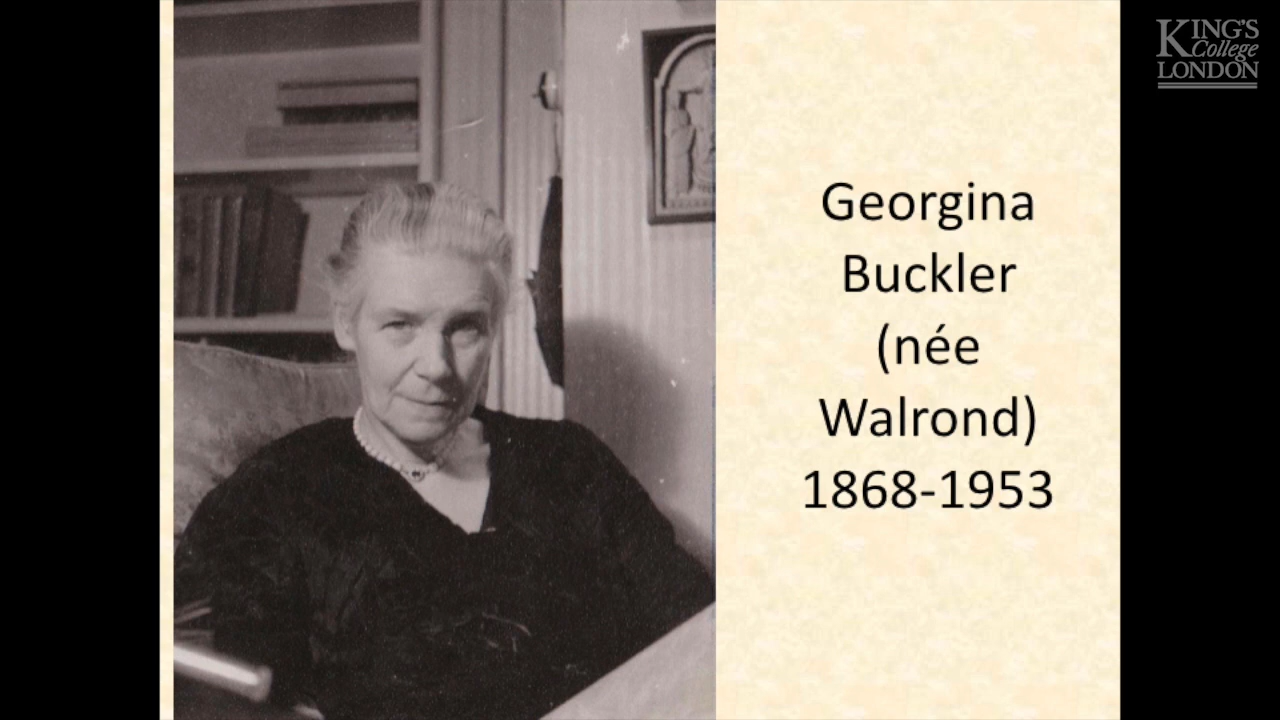 KING'S
College
LONDON
Georgina
Buckler
(née
Walrond)
1868-1953